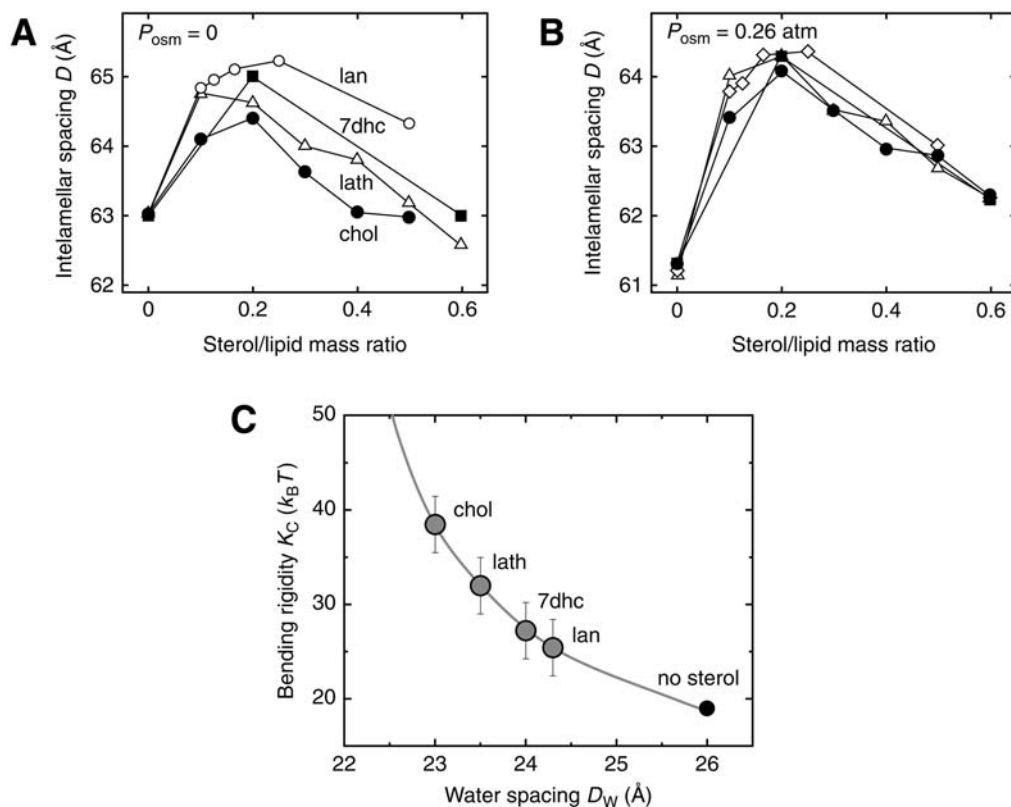 A
P_osm = 0
Intelamellar spacing D (Å)
65
64
63
62
lan
7dhc
lath
chol
0
0.2
0.4
0.6
Sterol/lipid mass ratio
B
P_osm = 0.26 atm
Intelamellar spacing D (Å)
64
63
62
61
0
0.2
0.4
0.6
Sterol/lipid mass ratio
C
Bending rigidity K_C (k_BT)
50
40
30
20
chol
lath
7dhc
lan
no sterol
22
23
24
25
26
Water spacing D_W (Å)